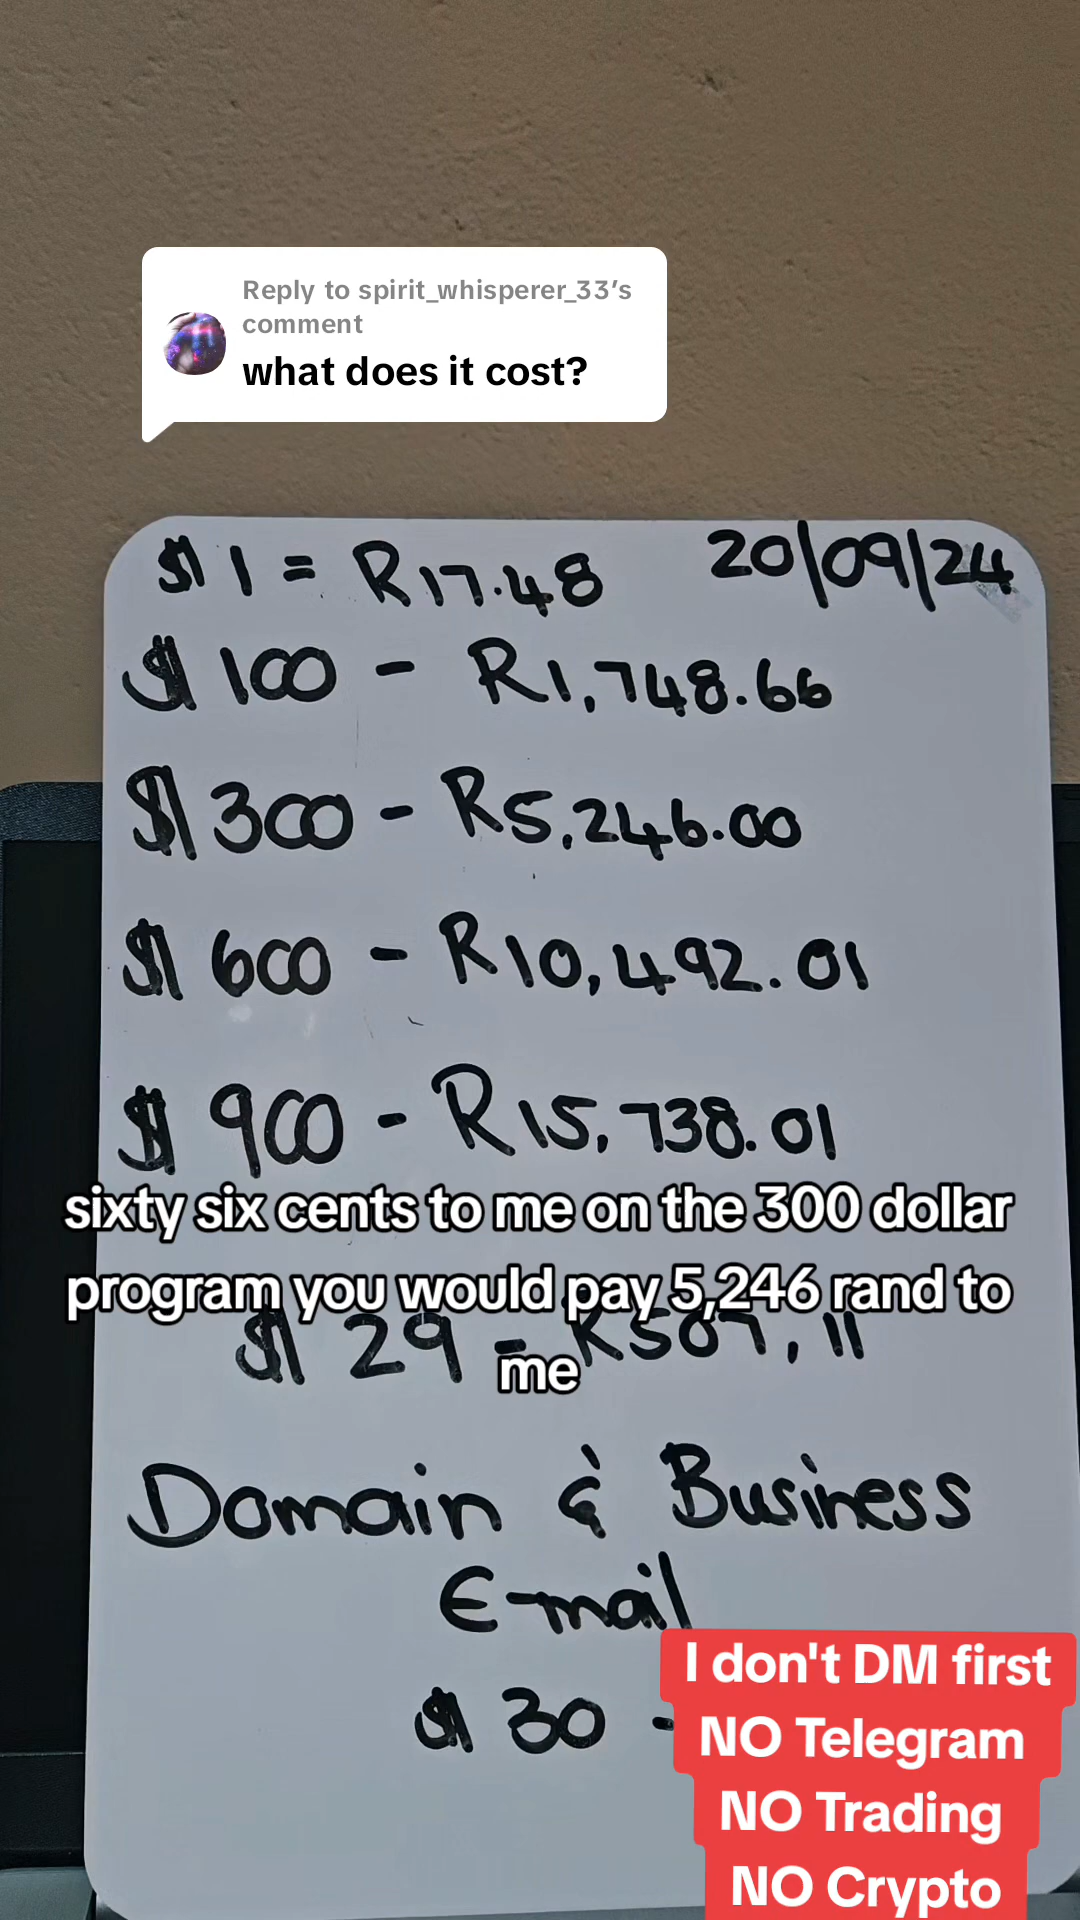 Reply to spirit_whisperer_33's
comment
what does it cost?
$1 = R17.48 20/09/24
$100 - R1,748.66
$300 - R5,246.00
$600 - R10,492.01
$900 - R15,738.01
sixty six cents to me on the 300 dollar
program you would pay 5,246 rand to
me
$29 - R507,11
Domain & Business
E-mail
$30 -
I don't DM first
NO Telegram
NO Trading
NO Crypto